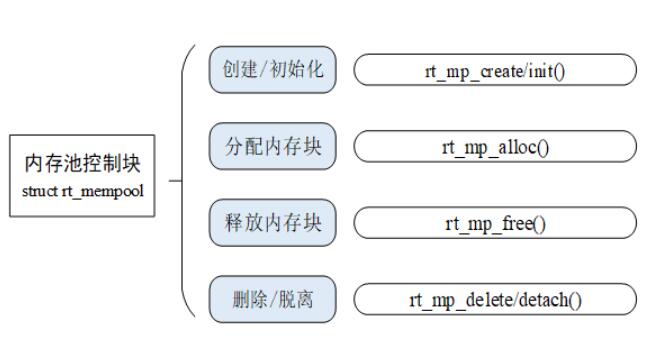 内存池控制块
struct rt_mempool
创建/初始化
rt_mp_create/init()
分配内存块
rt_mp_alloc()
释放内存块
rt_mp_free()
删除/脱离
rt_mp_delete/detach()